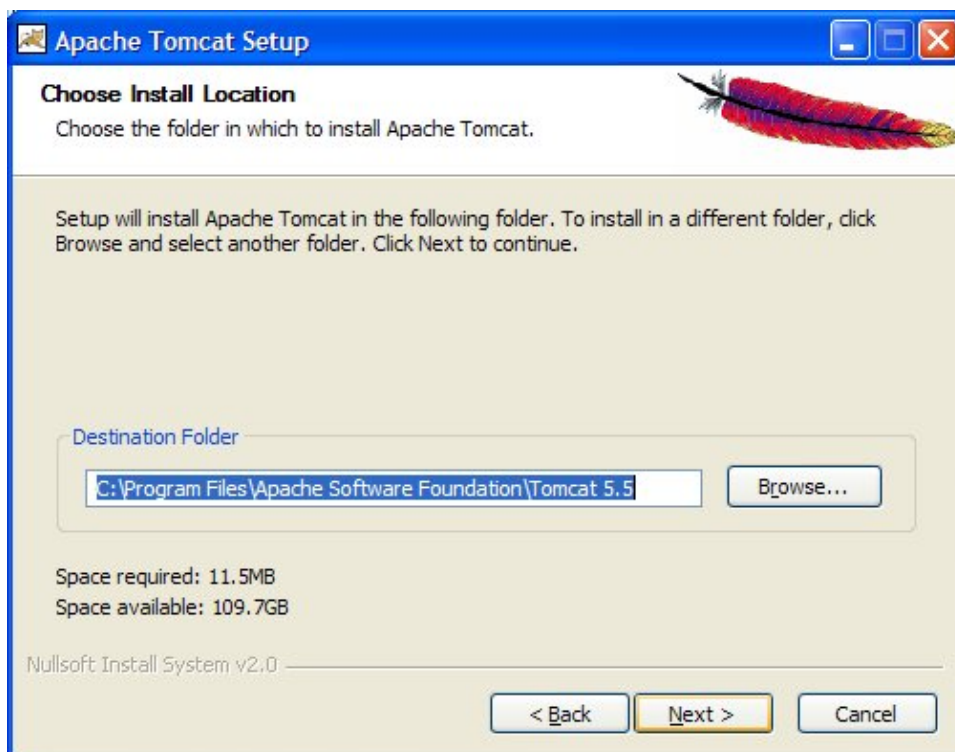 Apache Tomcat Setup
Choose Install Location
Choose the folder in which to install Apache Tomcat.
Setup will install Apache Tomcat in the following folder. To install in a different folder, click
Browse and select another folder. Click Next to continue.
Destination Folder
C:\Program Files\Apache Software Foundation\Tomcat 5.5
Browse...
Space required: 11.5MB
Space available: 109.7GB
Nullsoft Install System v2.0
< Back
Next >
Cancel